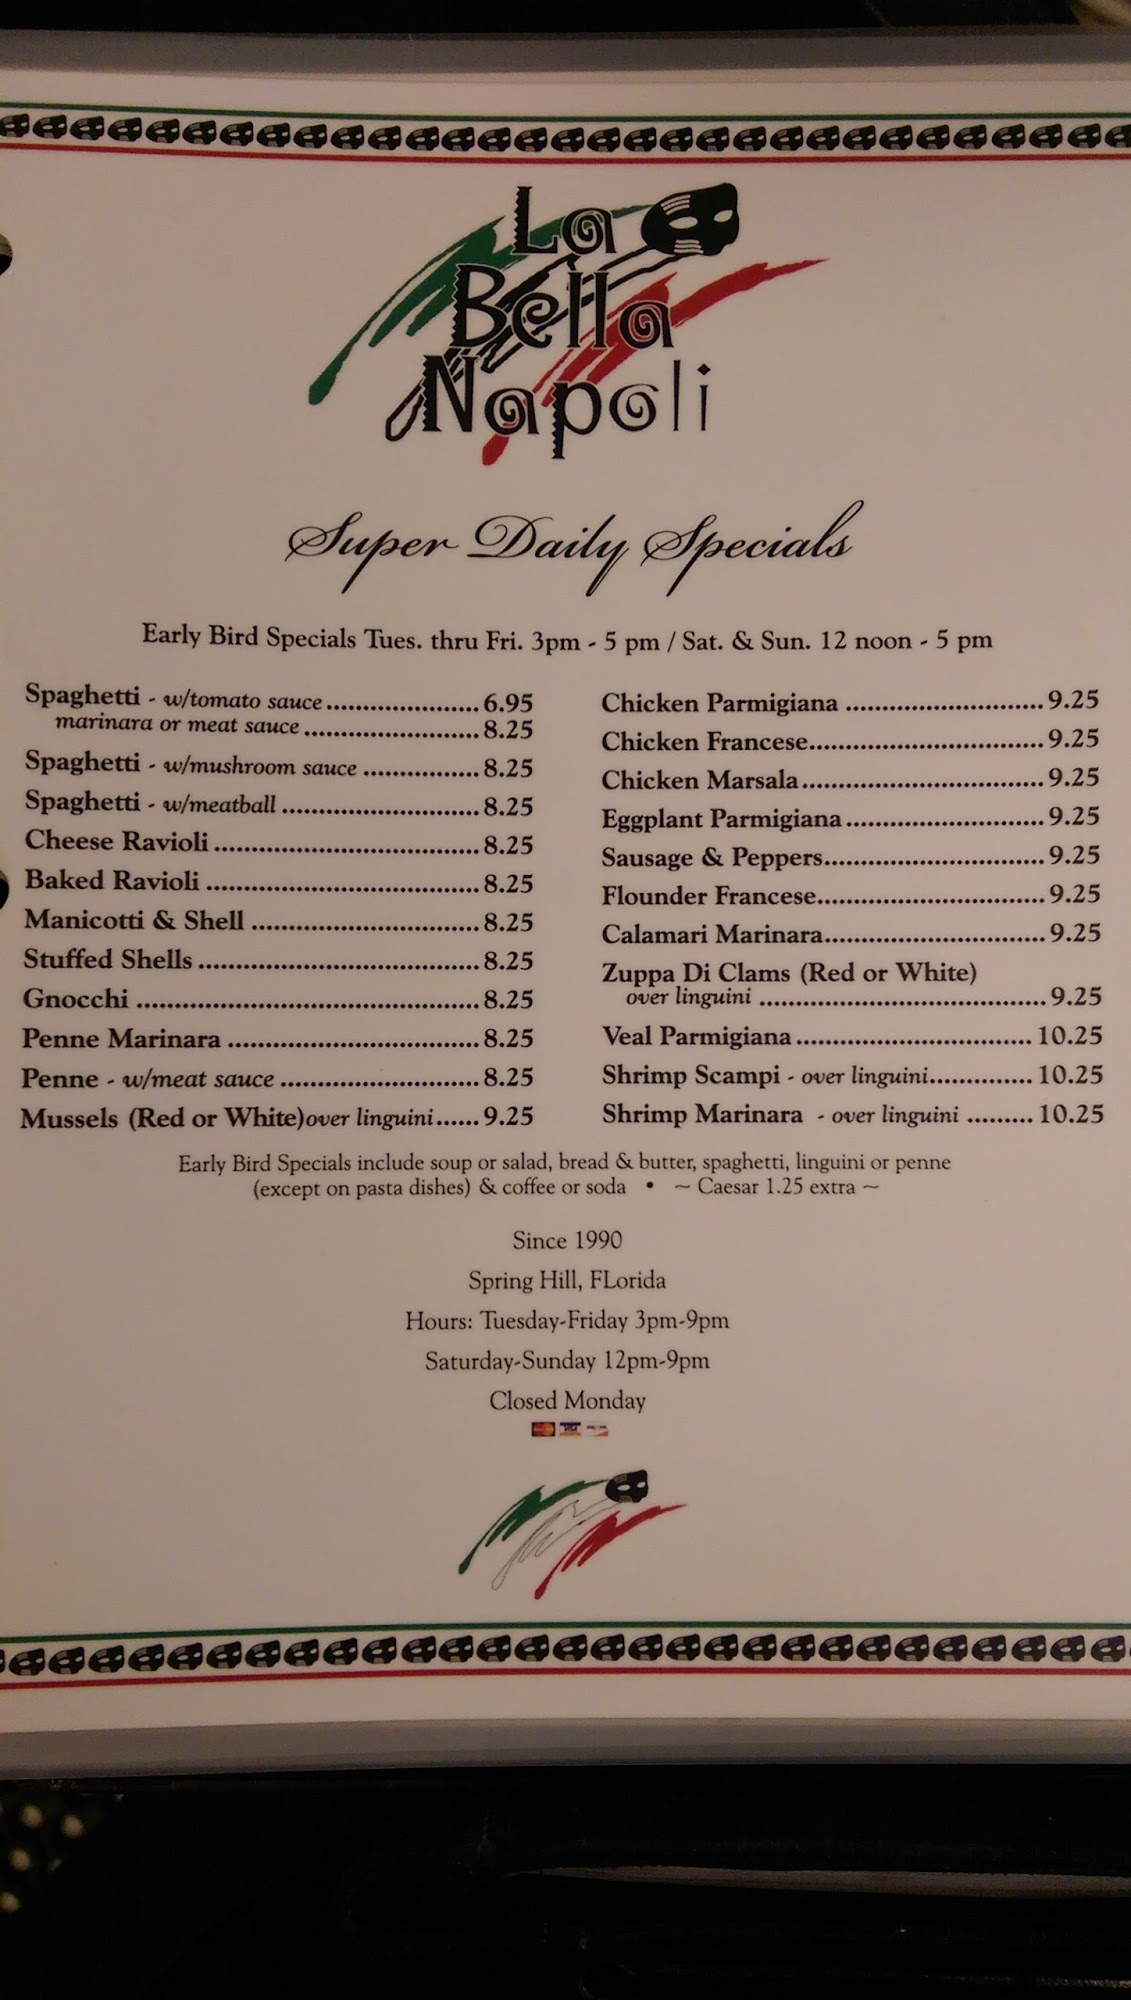 La
Bella
Napoli
Super Daily Specials
Early Bird Specials Tues. thru Fri. 3pm - 5 pm / Sat. & Sun. 12 noon - 5 pm
Spaghetti - w/tomato sauce ....................... 6.95
marinara or meat sauce ........................... 8.25
Spaghetti - w/mushroom sauce .................. 8.25
Spaghetti - w/meatball .............................. 8.25
Cheese Ravioli ........................................ 8.25
Baked Ravioli ......................................... 8.25
Manicotti & Shell .................................. 8.25
Stuffed Shells .......................................... 8.25
Gnocchi .................................................... 8.25
Penne Marinara ...................................... 8.25
Penne - w/meat sauce .............................. 8.25
Mussels (Red or White)over linguini...... 9.25
Chicken Parmigiana .............................. 9.25
Chicken Francese.................................... 9.25
Chicken Marsala..................................... 9.25
Eggplant Parmigiana .............................. 9.25
Sausage & Peppers.................................. 9.25
Flounder Francese................................... 9.25
Calamari Marinara.................................. 9.25
Zuppa Di Clams (Red or White)
over linguini ........................................... 9.25
Veal Parmigiana ................................... 10.25
Shrimp Scampi - over linguini............... 10.25
Shrimp Marinara - over linguini ......... 10.25
Early Bird Specials include soup or salad, bread & butter, spaghetti, linguini or penne
(except on pasta dishes) & coffee or soda • ~ Caesar 1.25 extra ~
Since 1990
Spring Hill, FLorida
Hours: Tuesday-Friday 3pm-9pm
Saturday-Sunday 12pm-9pm
Closed Monday
VISA